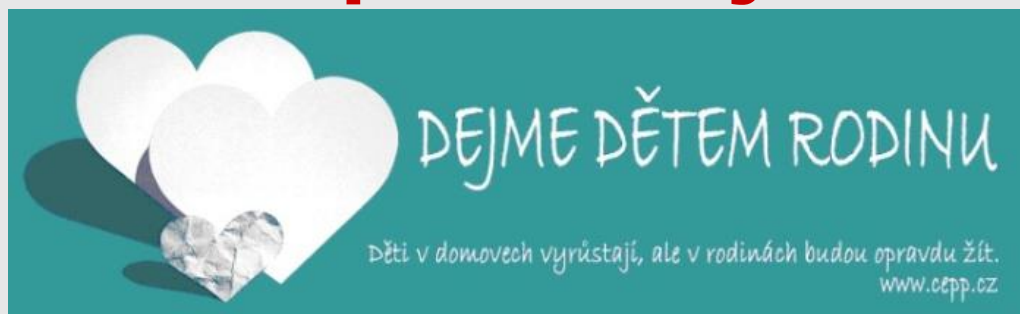 DEJME DĚTEM RODINU
Děti v domovech vyrůstají, ale v rodinách budou opravdu žít.
www.cepp.cz